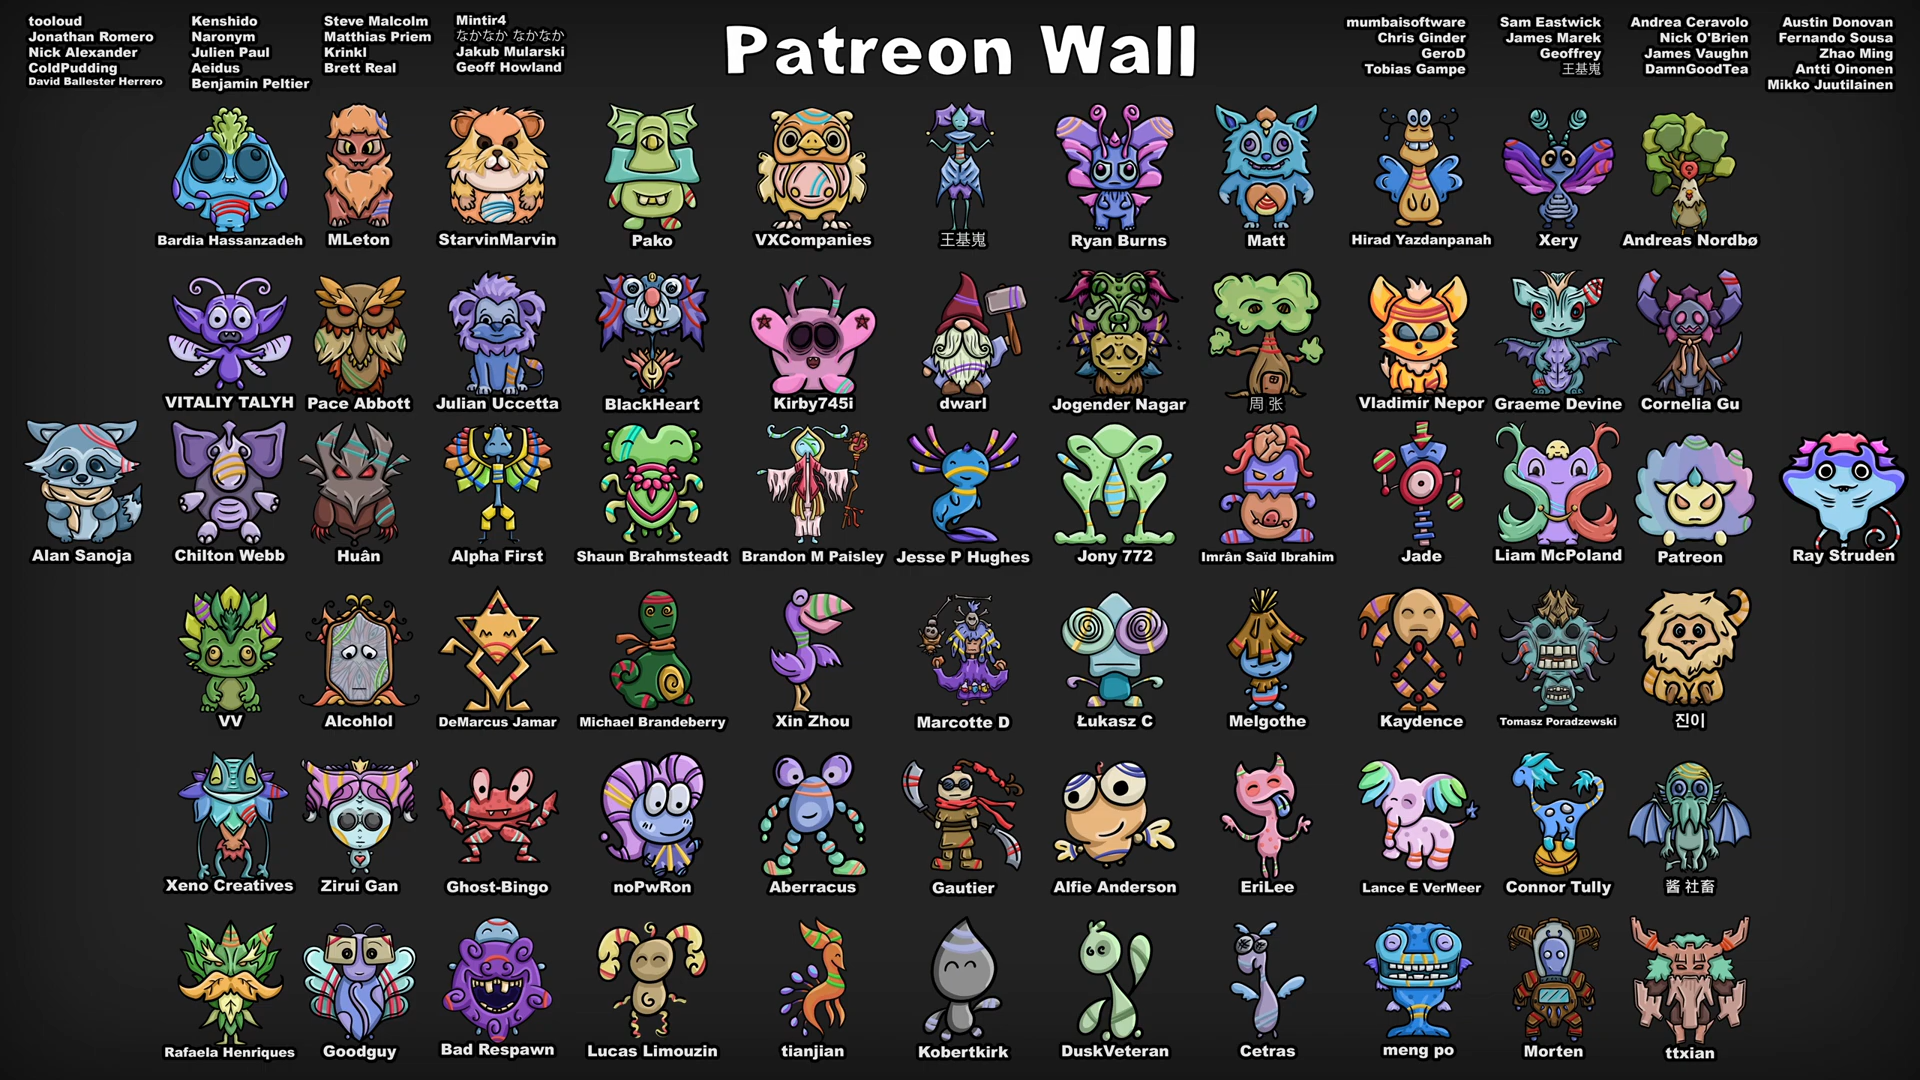 tooloud
Jonathan Romero
Nick Alexander
ColdPudding
David Ballester Herrero
Kenshido
Naronym
Julien Paul
Aeidus
Benjamin Peltier
Steve Malcolm
Matthias Priem
Krinkl
Brett Real
Mintir4
なかなか なかなか
Jakub Mularski
Geoff Howland
Patreon Wall
mumbaisoftware
Chris Ginder
GeroD
Tobias Gampe
Sam Eastwick
James Marek
Geoffrey
王基嵬
Andrea Ceravolo
Nick O'Brien
James Vaughn
DamnGoodTea
Austin Donovan
Fernando Sousa
Zhao Ming
Antti Oinonen
Mikko Juutilainen
Bardia Hassanzadeh
MLeton
StarvinMarvin
Pako
VXCompanies
王基嵬
Ryan Burns
Matt
Hirad Yazdanpanah
Xery
Andreas Nordbø
VITALIY TALYH
Pace Abbott
Julian Uccetta
BlackHeart
Kirby745i
dwarl
Jogender Nagar
周 张
Vladimír Nepor
Graeme Devine
Cornelia Gu
Alan Sanoja
Chilton Webb
Huân
Alpha First
Shaun Brahmsteadt
Brandon M Paisley
Jesse P Hughes
Jony 772
Imrân Saïd Ibrahim
Jade
Liam McPoland
Patreon
Ray Struden
VV
Alcohlol
DeMarcus Jamar
Michael Brandeberry
Xin Zhou
Marcotte D
Łukasz C
Melgothe
Kaydence
Tomasz Poradzewski
진이
Xeno Creatives
Zirui Gan
Ghost-Bingo
noPwRon
Aberracus
Gautier
Alfie Anderson
EriLee
Lance E VerMeer
Connor Tully
酱 社畜
Rafaela Henriques
Goodguy
Bad Respawn
Lucas Limouzin
tianjian
Kobertkirk
DuskVeteran
Cetras
meng po
Morten
ttxian